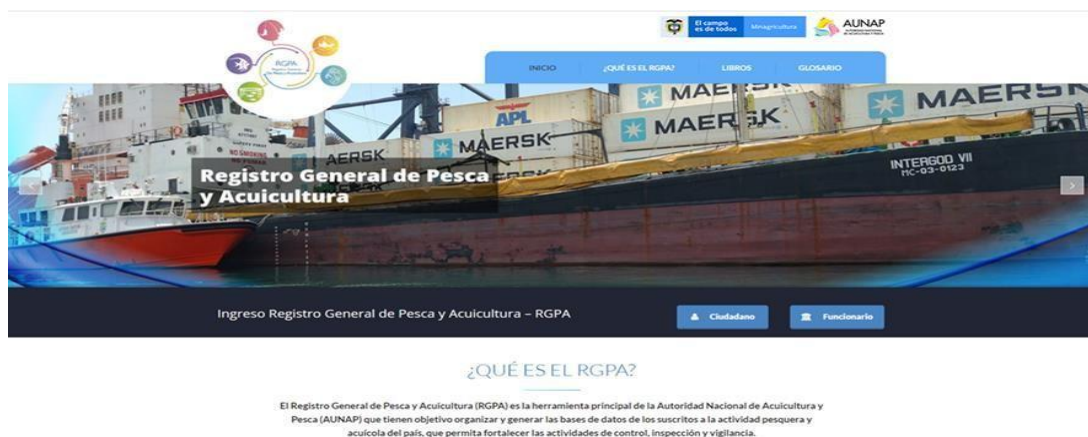 El campo
es de todos
Minagricultura
AUNAP
RGPA
INICIO
¿QUÉ ES EL RGPA?
LIBROS
GLOSARIO
MAERSK
APL
MAERSK
MAERSK
AERSK
NO SMOKING
INTERGOD VII
MC-03-0123
Registro General de Pesca
y Acuicultura
Ingreso Registro General de Pesca y Acuicultura – RGPA
Ciudadano
Funcionario
¿QUÉ ES EL RGPA?
El Registro General de Pesca y Acuicultura (RGPA) es la herramienta principal de la Autoridad Nacional de Acuicultura y
Pesca (AUNAP) que tienen objetivo organizar y generar las bases de datos de los suscritos a la actividad pesquera y
acuícola del país, que permita fortalecer las actividades de control, inspección y vigilancia.